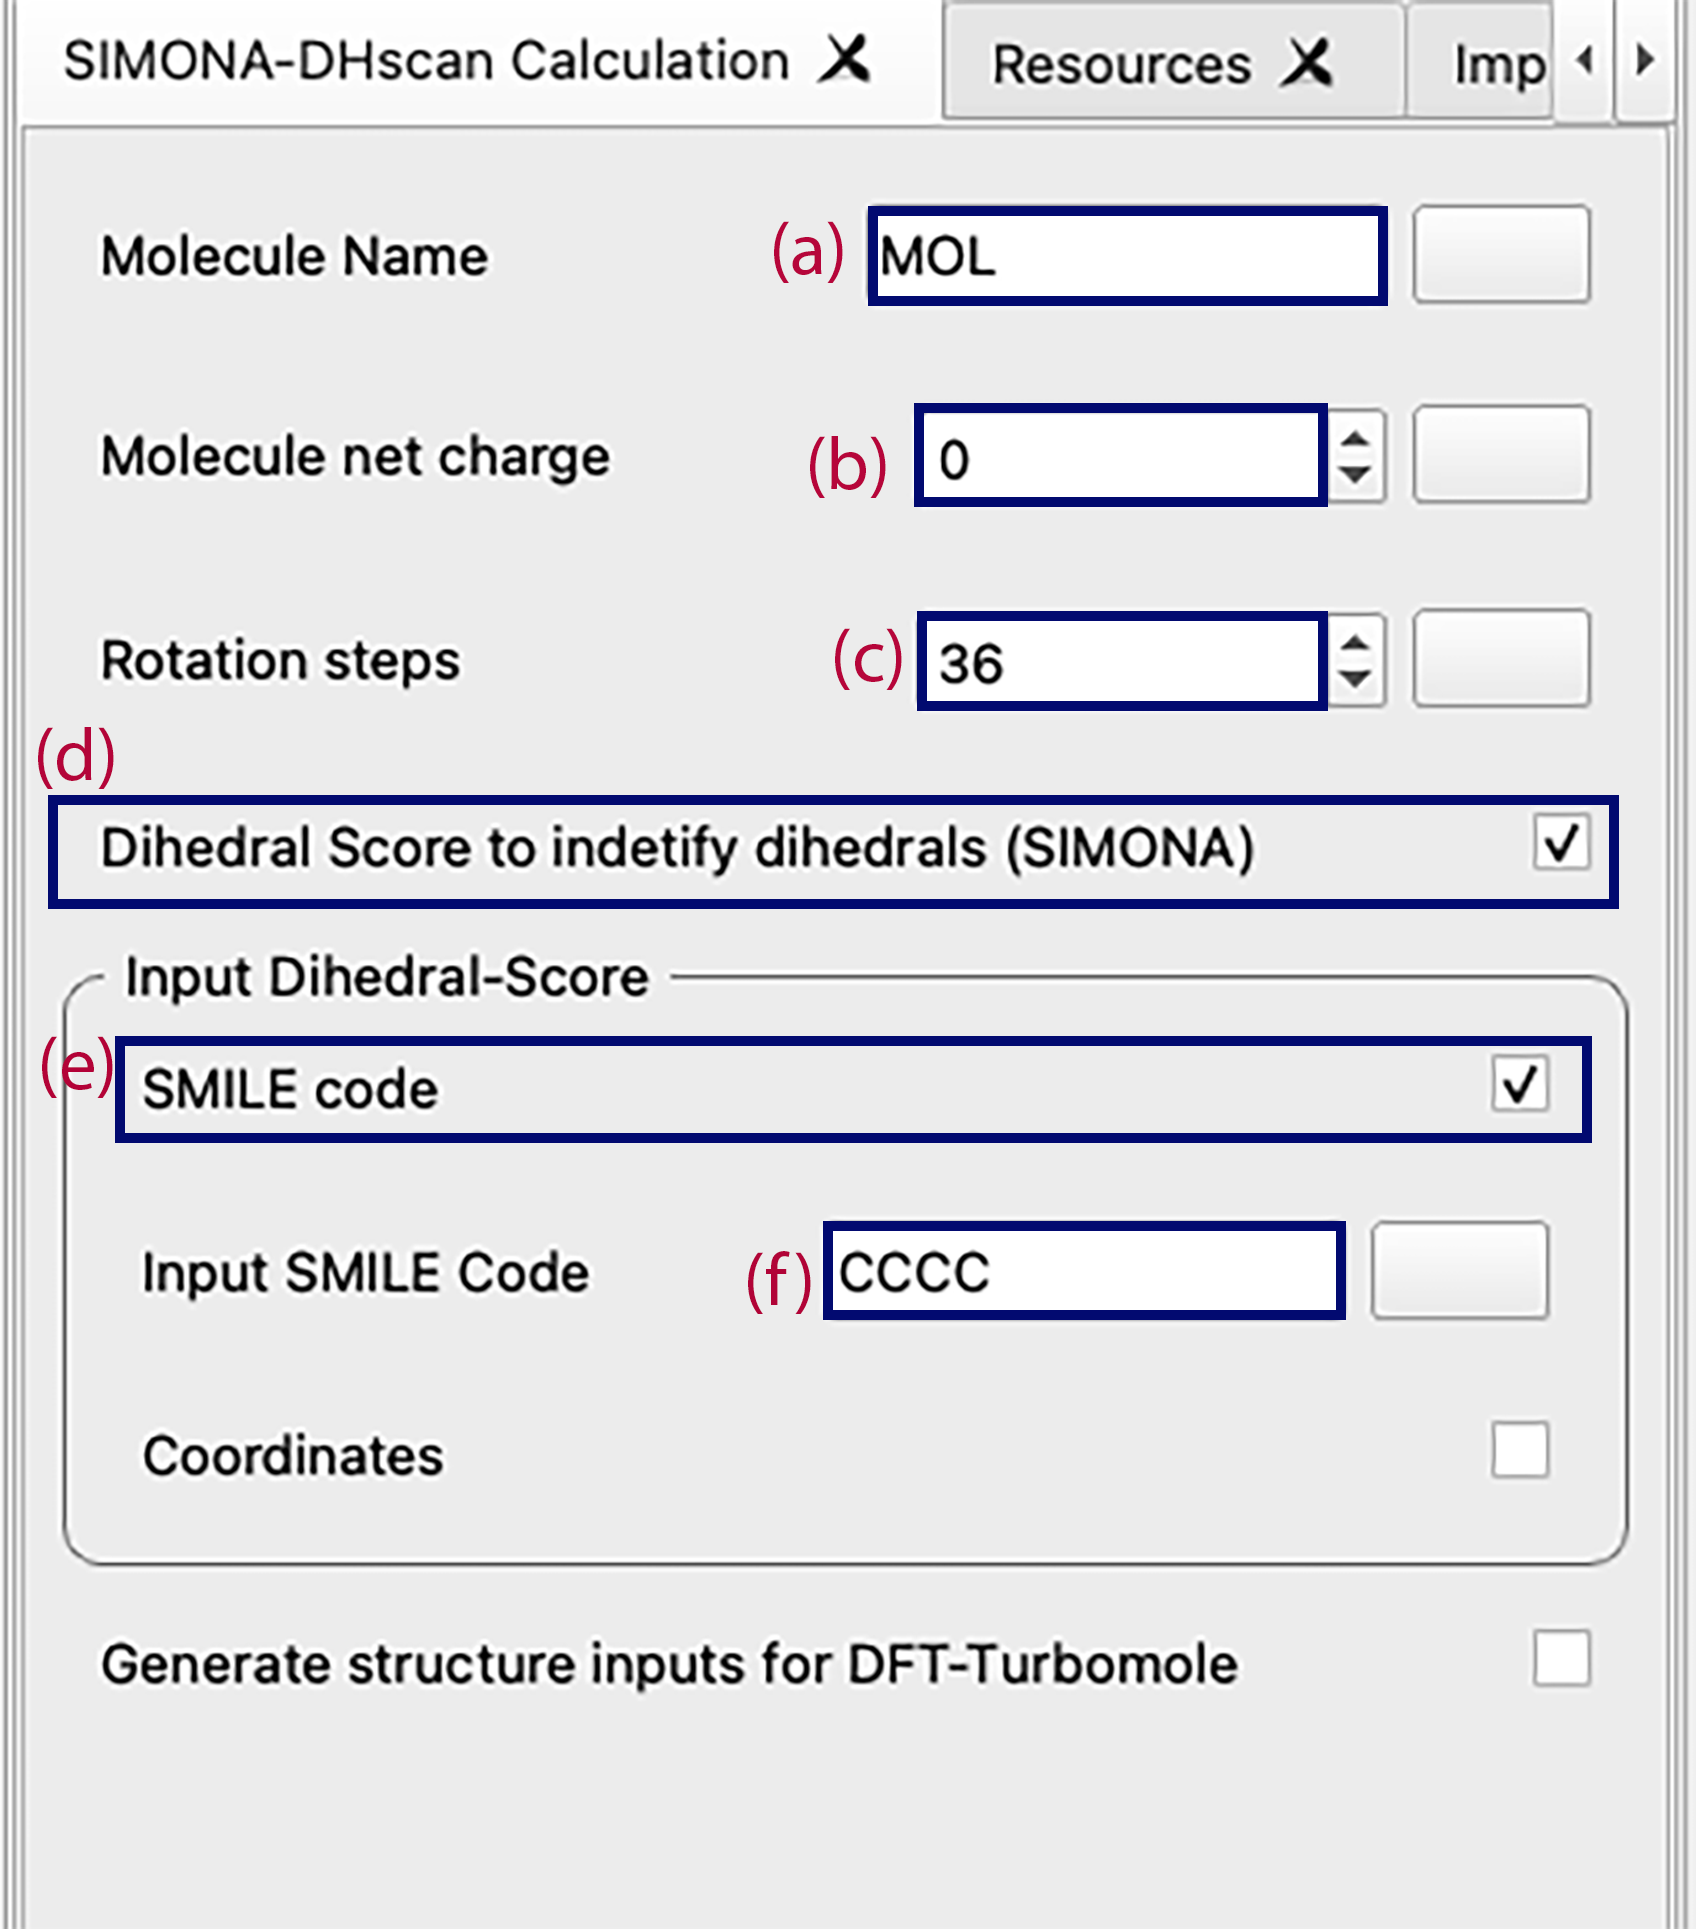 SIMONA-DHscan Calculation Resources Imp
Molecule Name (a) MOL
Molecule net charge (b) 0
Rotation steps (c) 36
(d)
Dihedral Score to indetify dihedrals (SIMONA)
Input Dihedral-Score
(e) SMILE code
Input SMILE Code (f) CCCC
Coordinates
Generate structure inputs for DFT-Turbomole